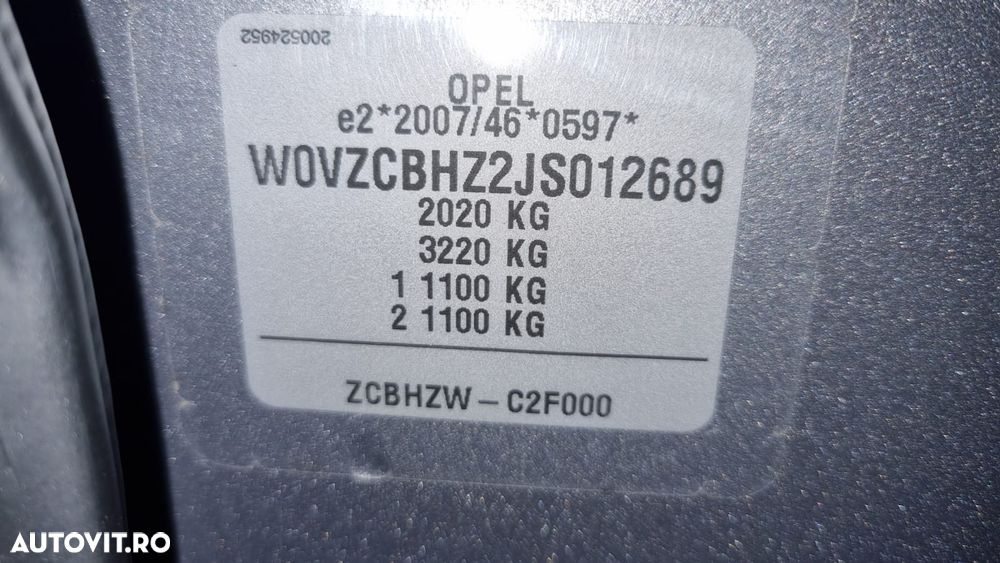 200524952
OPEL
e2*2007/46*0597*
W0VZCBHZ2JS012689
2020 KG
3220 KG
1 1100 KG
2 1100 KG
ZCBHZW – C2F000
AUTOVIT.RO